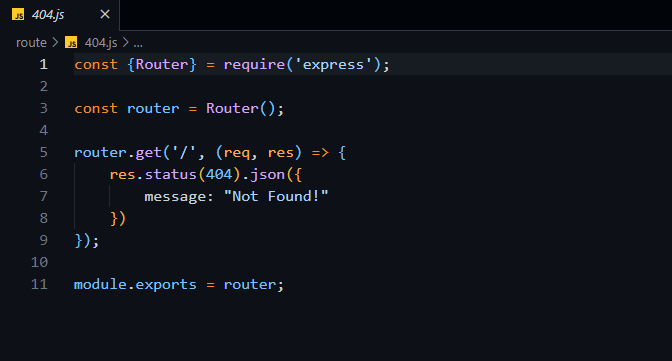 JS 404.js ×
route > JS 404.js > ...
1 const {Router} = require('express');
2
3 const router = Router();
4
5 router.get('/', (req, res) => {
6     res.status(404).json({
7         message: "Not Found!"
8     })
9 });
10
11 module.exports = router;